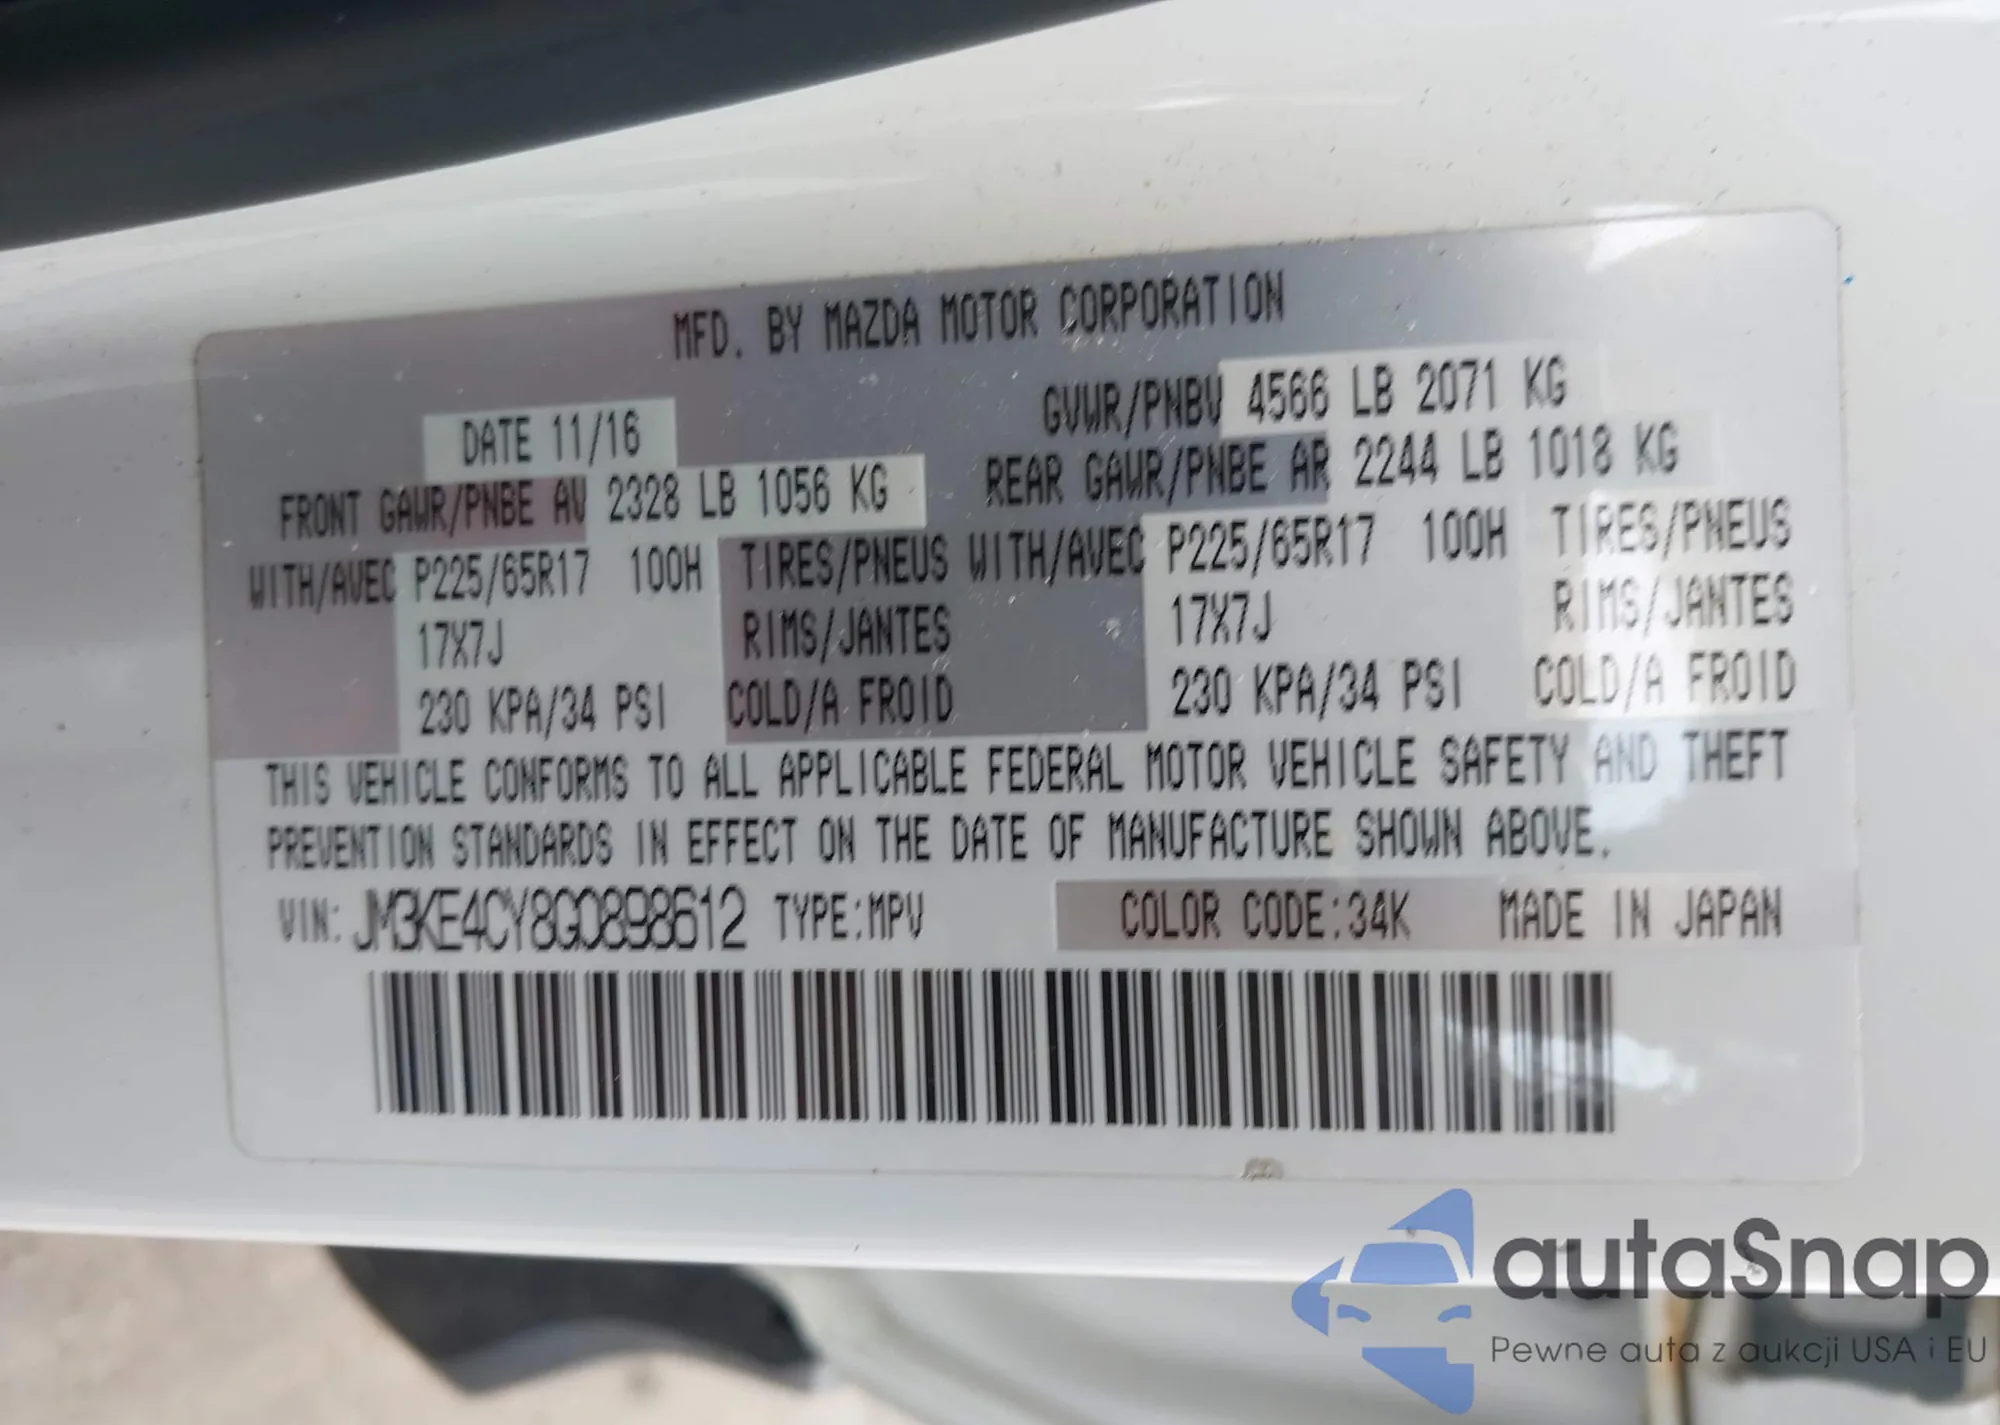 MFD. BY MAZDA MOTOR CORPORATION
DATE 11/16 GVWR/PNBV 4566 LB 2071 KG
FRONT GAWR/PNBE AV 2328 LB 1056 KG REAR GAWR/PNBE AR 2244 LB 1018 KG
WITH/AVEC P225/65R17 100H TIRES/PNEUS WITH/AVEC P225/65R17 100H TIRES/PNEUS
17X7J RIMS/JANTES 17X7J RIMS/JANTES
230 KPA/34 PSI COLD/A FROID 230 KPA/34 PSI COLD/A FROID
THIS VEHICLE CONFORMS TO ALL APPLICABLE FEDERAL MOTOR VEHICLE SAFETY AND THEFT
PREVENTION STANDARDS IN EFFECT ON THE DATE OF MANUFACTURE SHOWN ABOVE.
VIN: JM3KE4CY8G0898612 TYPE:MPV COLOR CODE:34K MADE IN JAPAN
autaSnap
Pewne auta z aukcji USA i EU